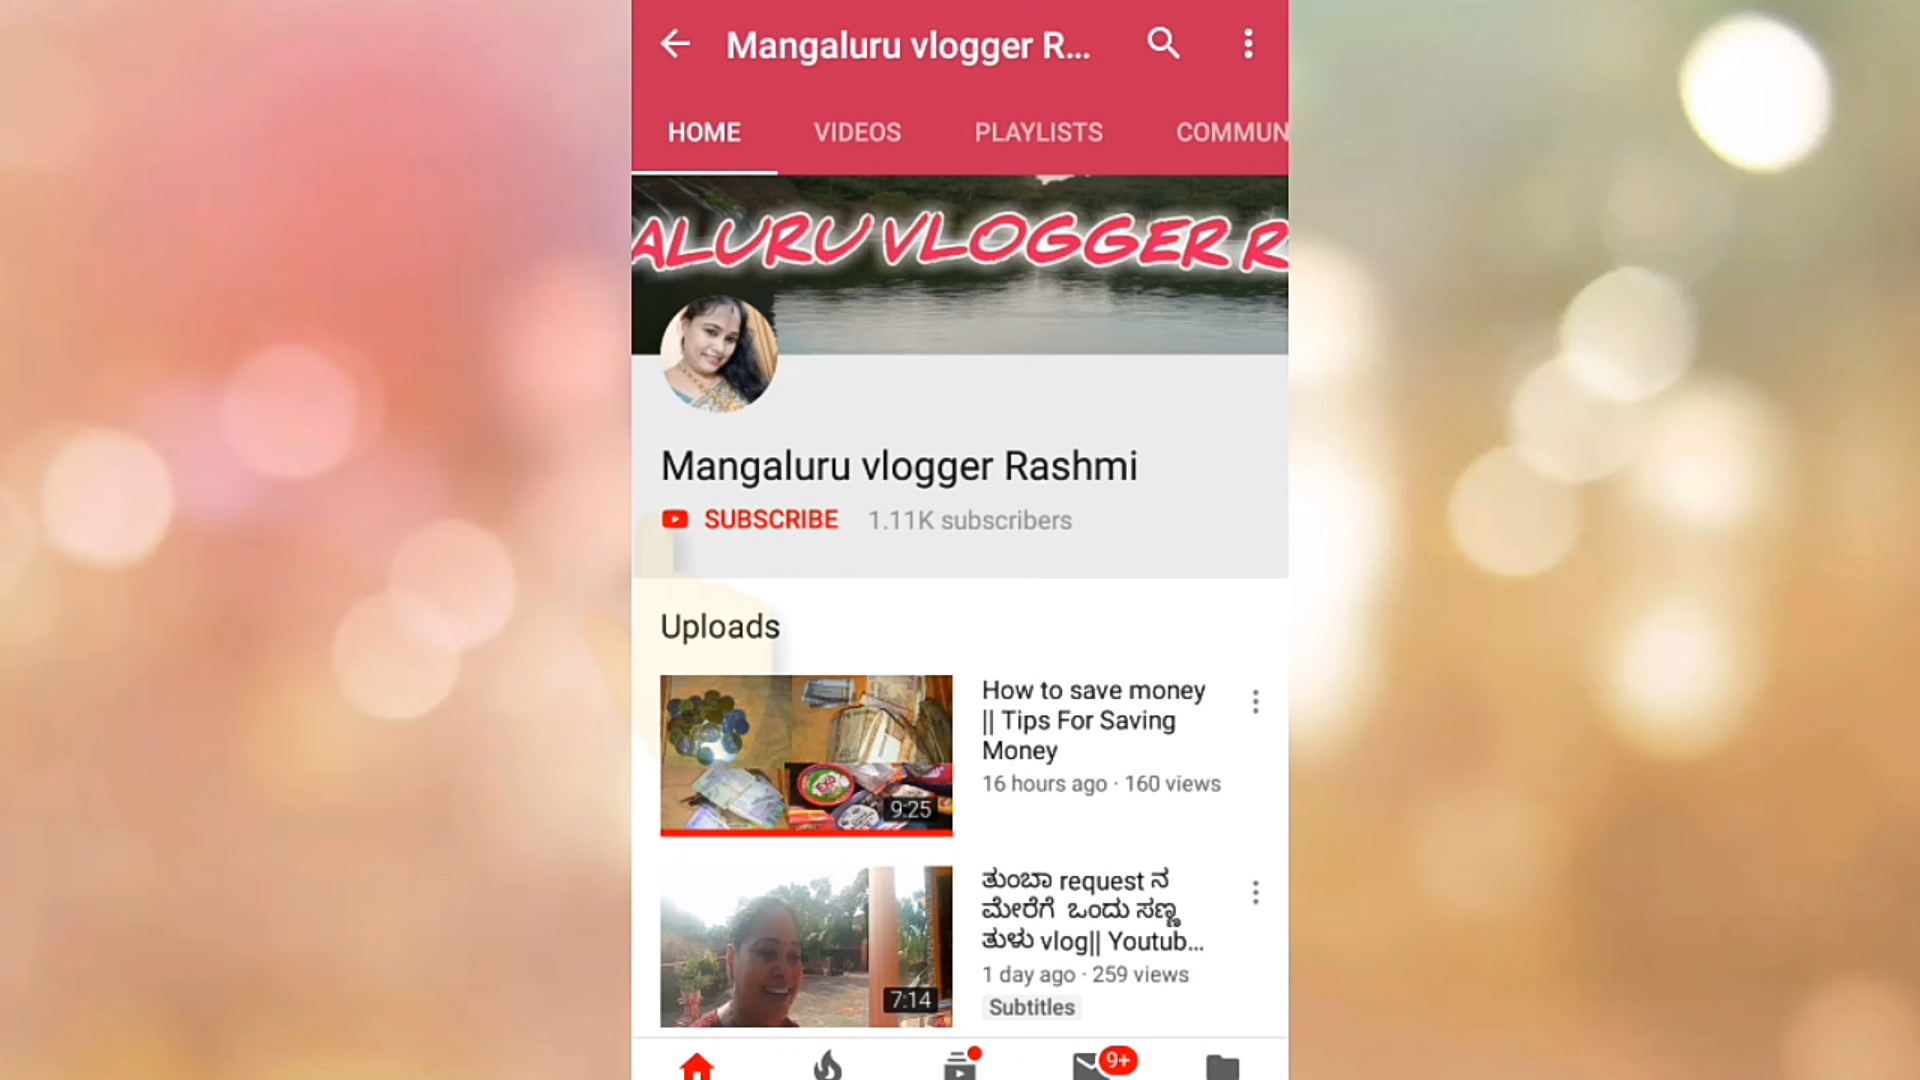 Mangaluru vlogger R...
HOME VIDEOS PLAYLISTS COMMUN
ALURU VLOGGER R
Mangaluru vlogger Rashmi
SUBSCRIBE 1.11K subscribers
Uploads
How to save money
|| Tips For Saving
Money
16 hours ago · 160 views
9:25
ತುಂಬಾ request ನ
ಮೇರೆಗೆ ಒಂದು ಸಣ್ಣ
ತುಳು vlog|| Youtub...
1 day ago · 259 views
7:14
Subtitles
9+